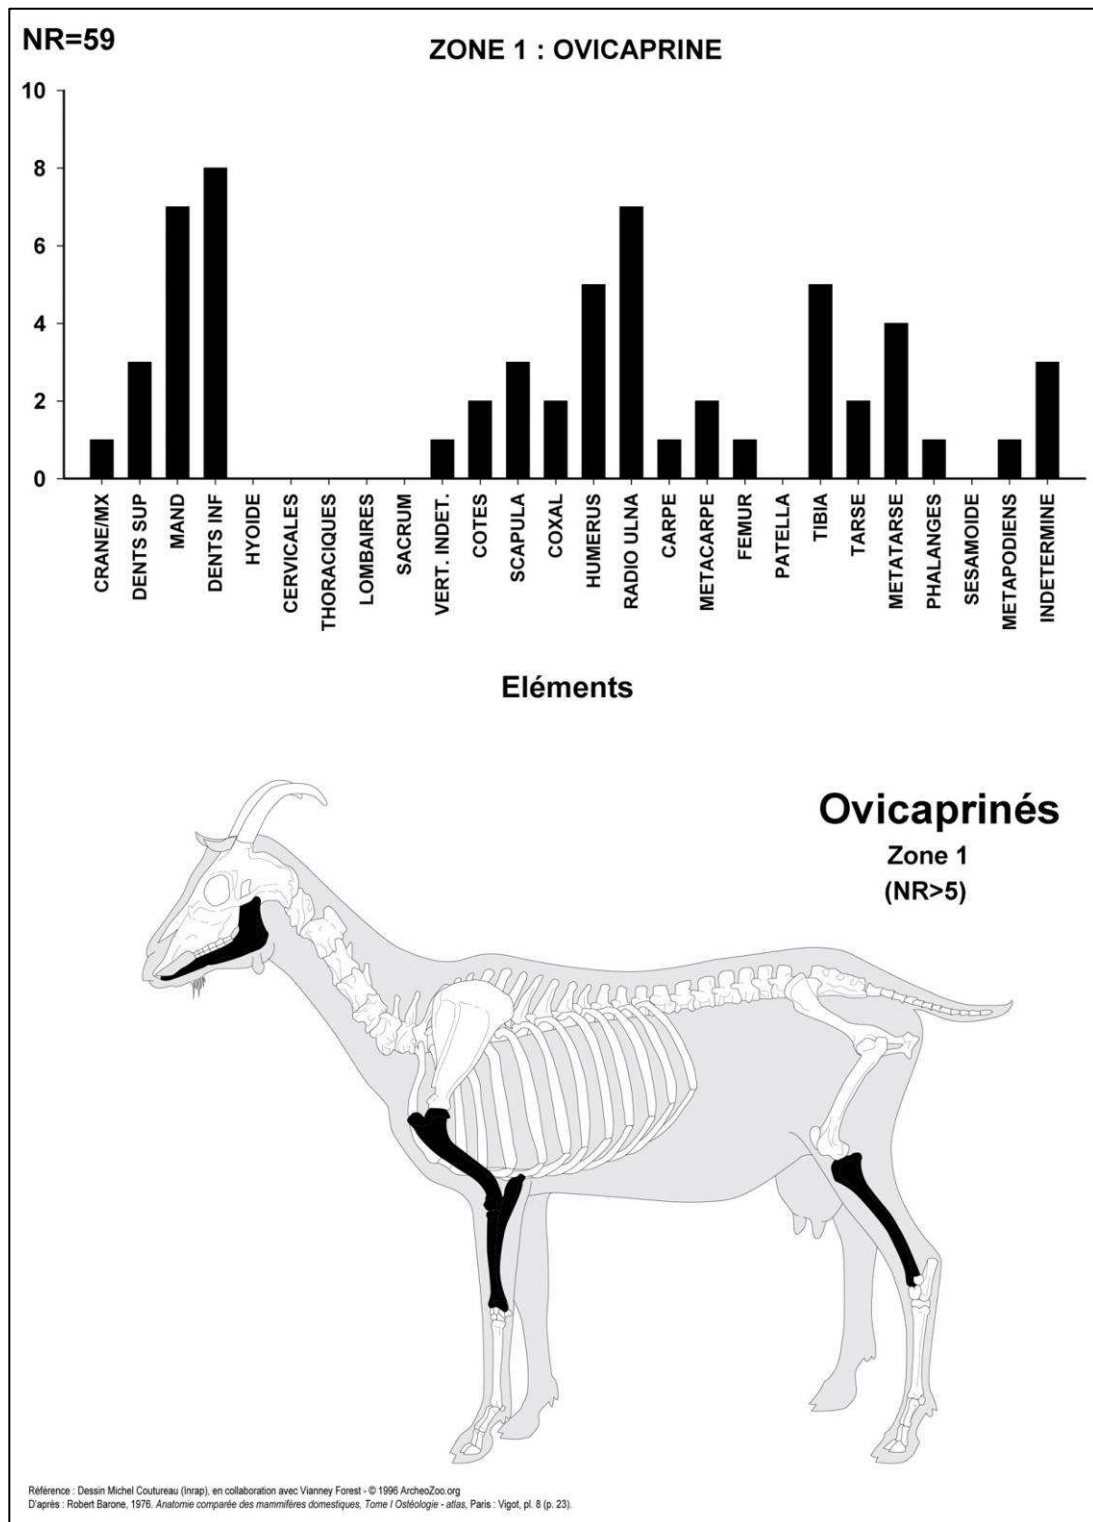 NR=59
ZONE 1 : OVICAPRINE
10
8
6
4
2
0
CRANE/MX
DENTS SUP
MAND
DENTS INF
HYOIDE
CERVICALES
THORACIQUES
LOMBAIRES
SACRUM
VERT. INDET.
COTES
SCAPULA
COXAL
HUMERUS
RADIO ULNA
CARPE
METACARPE
FEMUR
PATELLA
TIBIA
TARSE
METATARSE
PHALANGES
SESAMOIDE
METAPODIENS
INDETERMINE
Eléments
Ovicaprinés
Zone 1
(NR>5)
Référence : Dessin Michel Coutureau (Inrap), en collaboration avec Vianney Forest - © 1996 ArcheoZoo.org
D'après : Robert Barone, 1976. Anatomie comparée des mammifères domestiques, Tome I Ostéologie - atlas, Paris : Vigot, pl. 8 (p. 23).